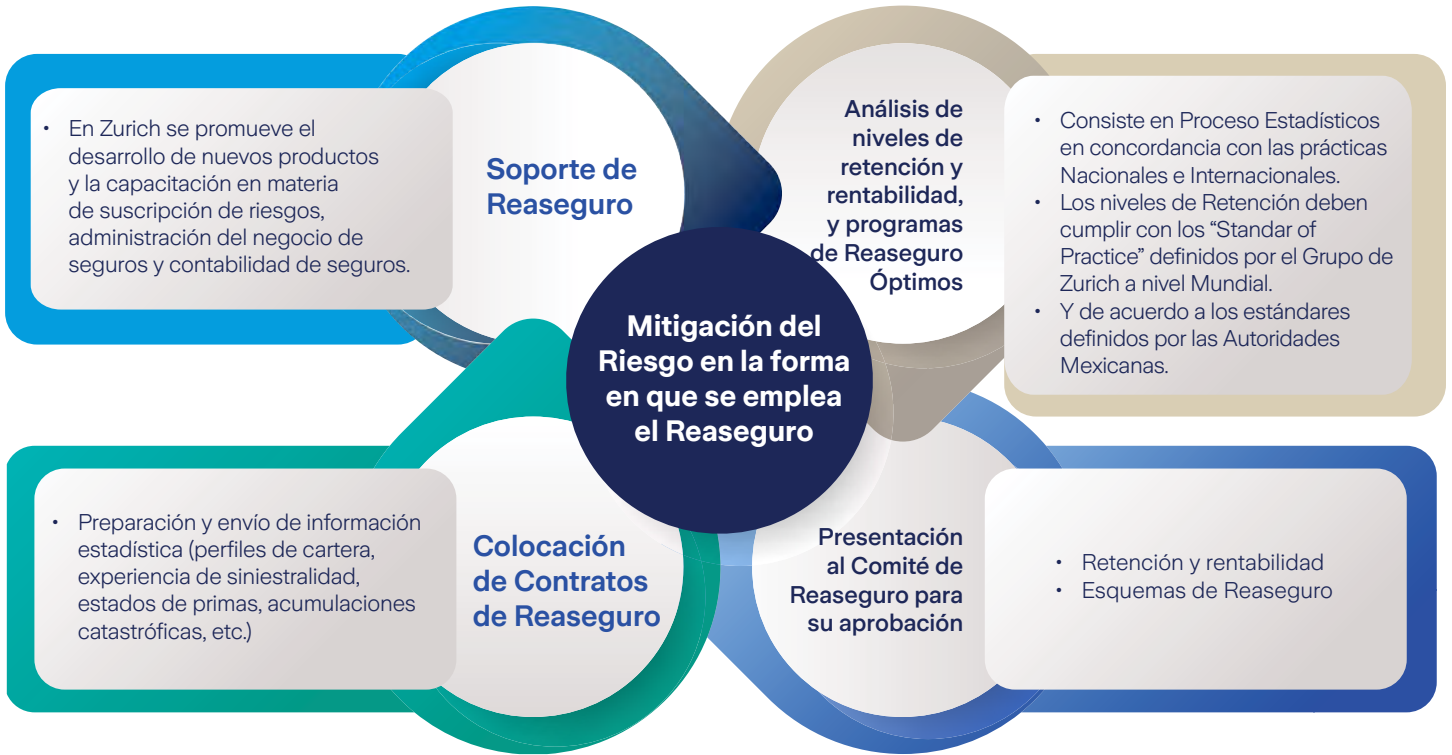 • En Zurich se promueve el
desarrollo de nuevos productos
y la capacitación en materia
de suscripción de riesgos,
administración del negocio de
seguros y contabilidad de seguros.
Soporte de
Reaseguro
Análisis de
niveles de
retención y
rentabilidad,
y programas
de Reaseguro
Óptimos
• Consiste en Proceso Estadísticos
en concordancia con las prácticas
Nacionales e Internacionales.
• Los niveles de Retención deben
cumplir con los “Standar of
Practice” definidos por el Grupo de
Zurich a nivel Mundial.
• Y de acuerdo a los estándares
definidos por las Autoridades
Mexicanas.
Mitigación del
Riesgo en la forma
en que se emplea
el Reaseguro
• Preparación y envío de información
estadística (perfiles de cartera,
experiencia de siniestralidad,
estados de primas, acumulaciones
catastróficas, etc.)
Colocación
de Contratos
de Reaseguro
Presentación
al Comité de
Reaseguro para
su aprobación
• Retención y rentabilidad
• Esquemas de Reaseguro